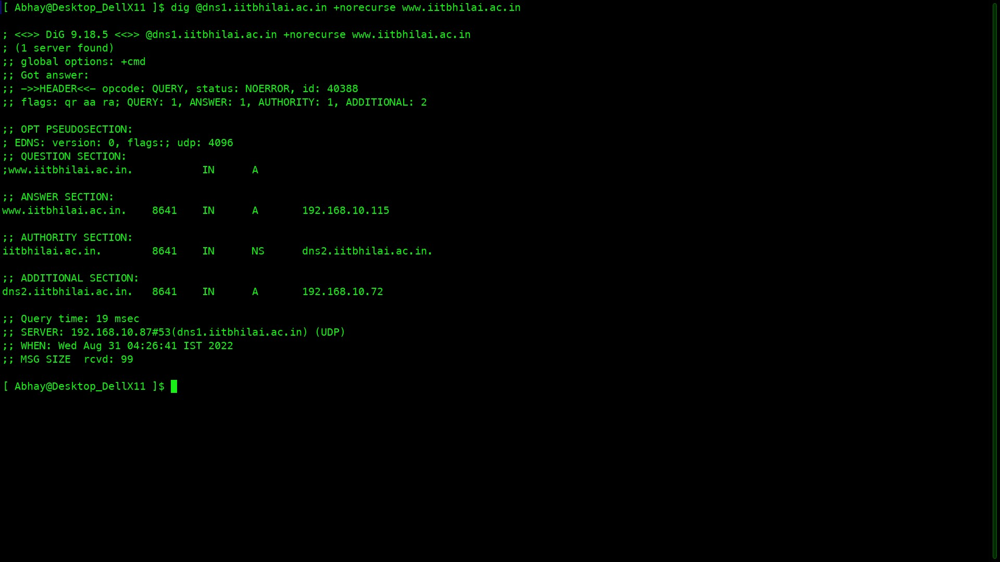 [ Abhay@Desktop_DellX11 ]$ dig @dns1.iitbhilai.ac.in +norecurse www.iitbhilai.ac.in
; <<>> DiG 9.18.5 <<>> @dns1.iitbhilai.ac.in +norecurse www.iitbhilai.ac.in
; (1 server found)
;; global options: +cmd
;; Got answer:
;; ->>HEADER<<- opcode: QUERY, status: NOERROR, id: 40388
;; flags: qr aa ra; QUERY: 1, ANSWER: 1, AUTHORITY: 1, ADDITIONAL: 2
;; OPT PSEUDOSECTION:
; EDNS: version: 0, flags:; udp: 4096
;; QUESTION SECTION:
;www.iitbhilai.ac.in. IN A
;; ANSWER SECTION:
www.iitbhilai.ac.in. 8641 IN A 192.168.10.115
;; AUTHORITY SECTION:
iitbhilai.ac.in. 8641 IN NS dns2.iitbhilai.ac.in.
;; ADDITIONAL SECTION:
dns2.iitbhilai.ac.in. 8641 IN A 192.168.10.72
;; Query time: 19 msec
;; SERVER: 192.168.10.87#53(dns1.iitbhilai.ac.in) (UDP)
;; WHEN: Wed Aug 31 04:26:41 IST 2022
;; MSG SIZE  rcvd: 99
[ Abhay@Desktop_DellX11 ]$